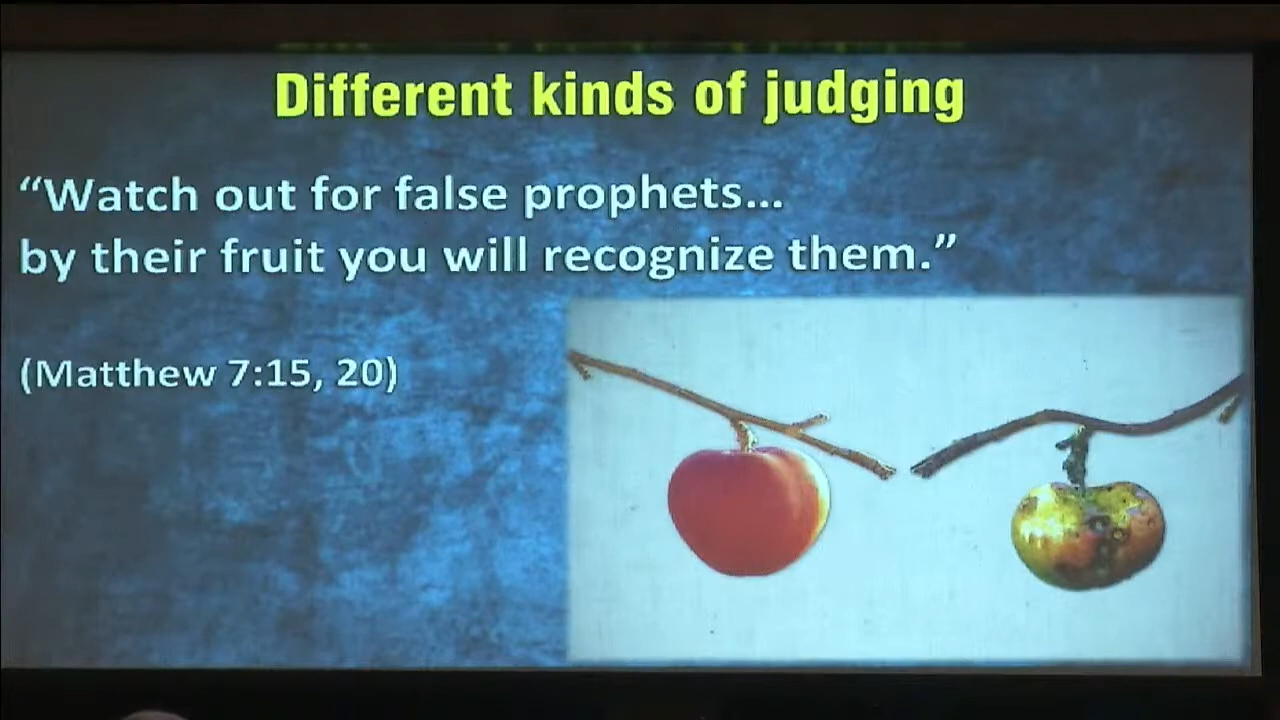 Different kinds of judging
“Watch out for false prophets...
by their fruit you will recognize them.”
(Matthew 7:15, 20)